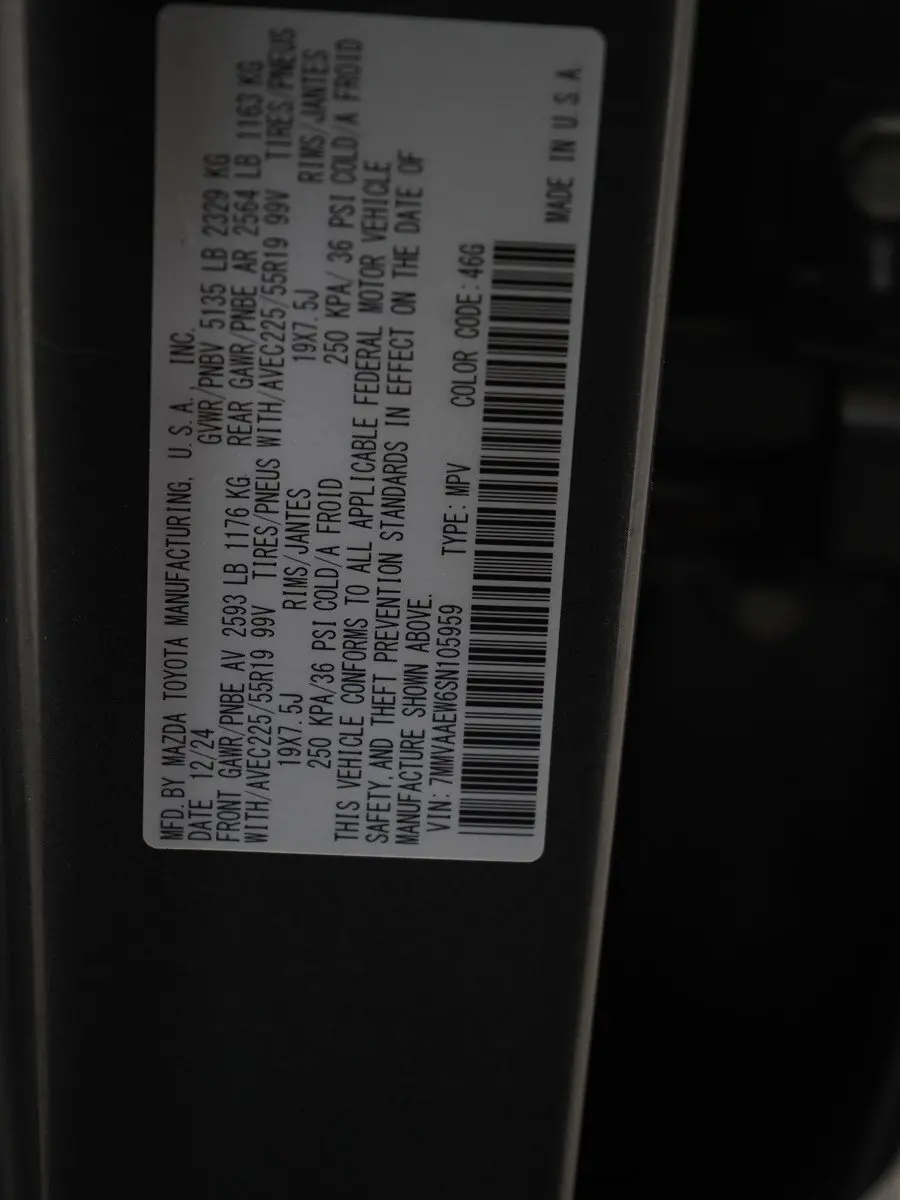 MFD. BY MAZDA TOYOTA MANUFACTURING, U.S.A., INC.
DATE 12/24 GVWR/PNBV 5135 LB 2329 KG
FRONT GAWR/PNBE AV 2593 LB 1176 KG REAR GAWR/PNBE AR 2564 LB 1163 KG
WITH/AVEC225/55R19 99V TIRES/PNEUS WITH/AVEC225/55R19 99V TIRES/PNEUS
19X7.5J RIMS/JANTES 19X7.5J RIMS/JANTES
250 KPA/36 PSI COLD/A FROID 250 KPA/ 36 PSI COLD/A FROID
THIS VEHICLE CONFORMS TO ALL APPLICABLE FEDERAL MOTOR VEHICLE
SAFETY, AND THEFT PREVENTION STANDARDS IN EFFECT ON THE DATE OF
MANUFACTURE SHOWN ABOVE.
VIN: 7MMVAAEW6SN105959 TYPE: MPV COLOR CODE: 46G
MADE IN U.S.A.